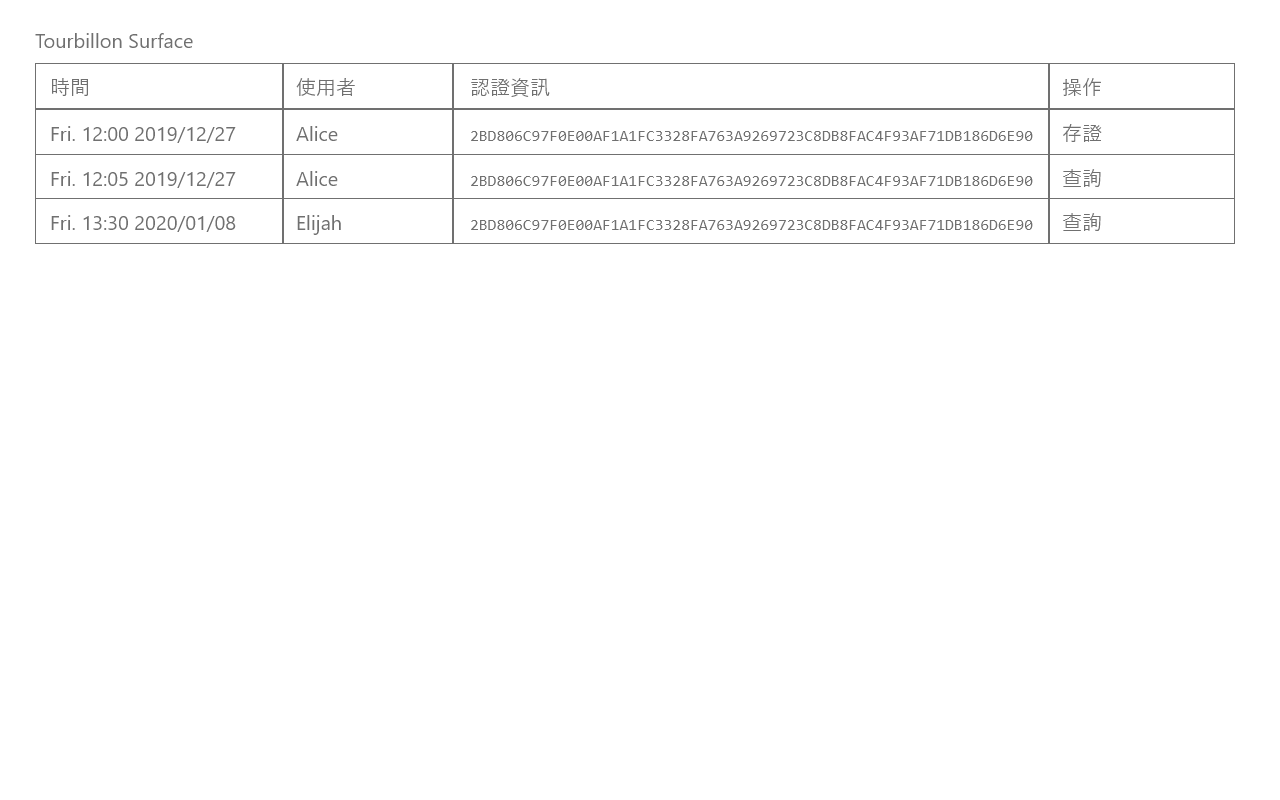 Tourbillon Surface
時間 使用者 認證資訊 操作
Fri. 12:00 2019/12/27 Alice 2BD806C97F0E00AF1A1FC3328FA763A9269723C8DB8FAC4F93AF71DB186D6E90 存證
Fri. 12:05 2019/12/27 Alice 2BD806C97F0E00AF1A1FC3328FA763A9269723C8DB8FAC4F93AF71DB186D6E90 查詢
Fri. 13:30 2020/01/08 Elijah 2BD806C97F0E00AF1A1FC3328FA763A9269723C8DB8FAC4F93AF71DB186D6E90 查詢